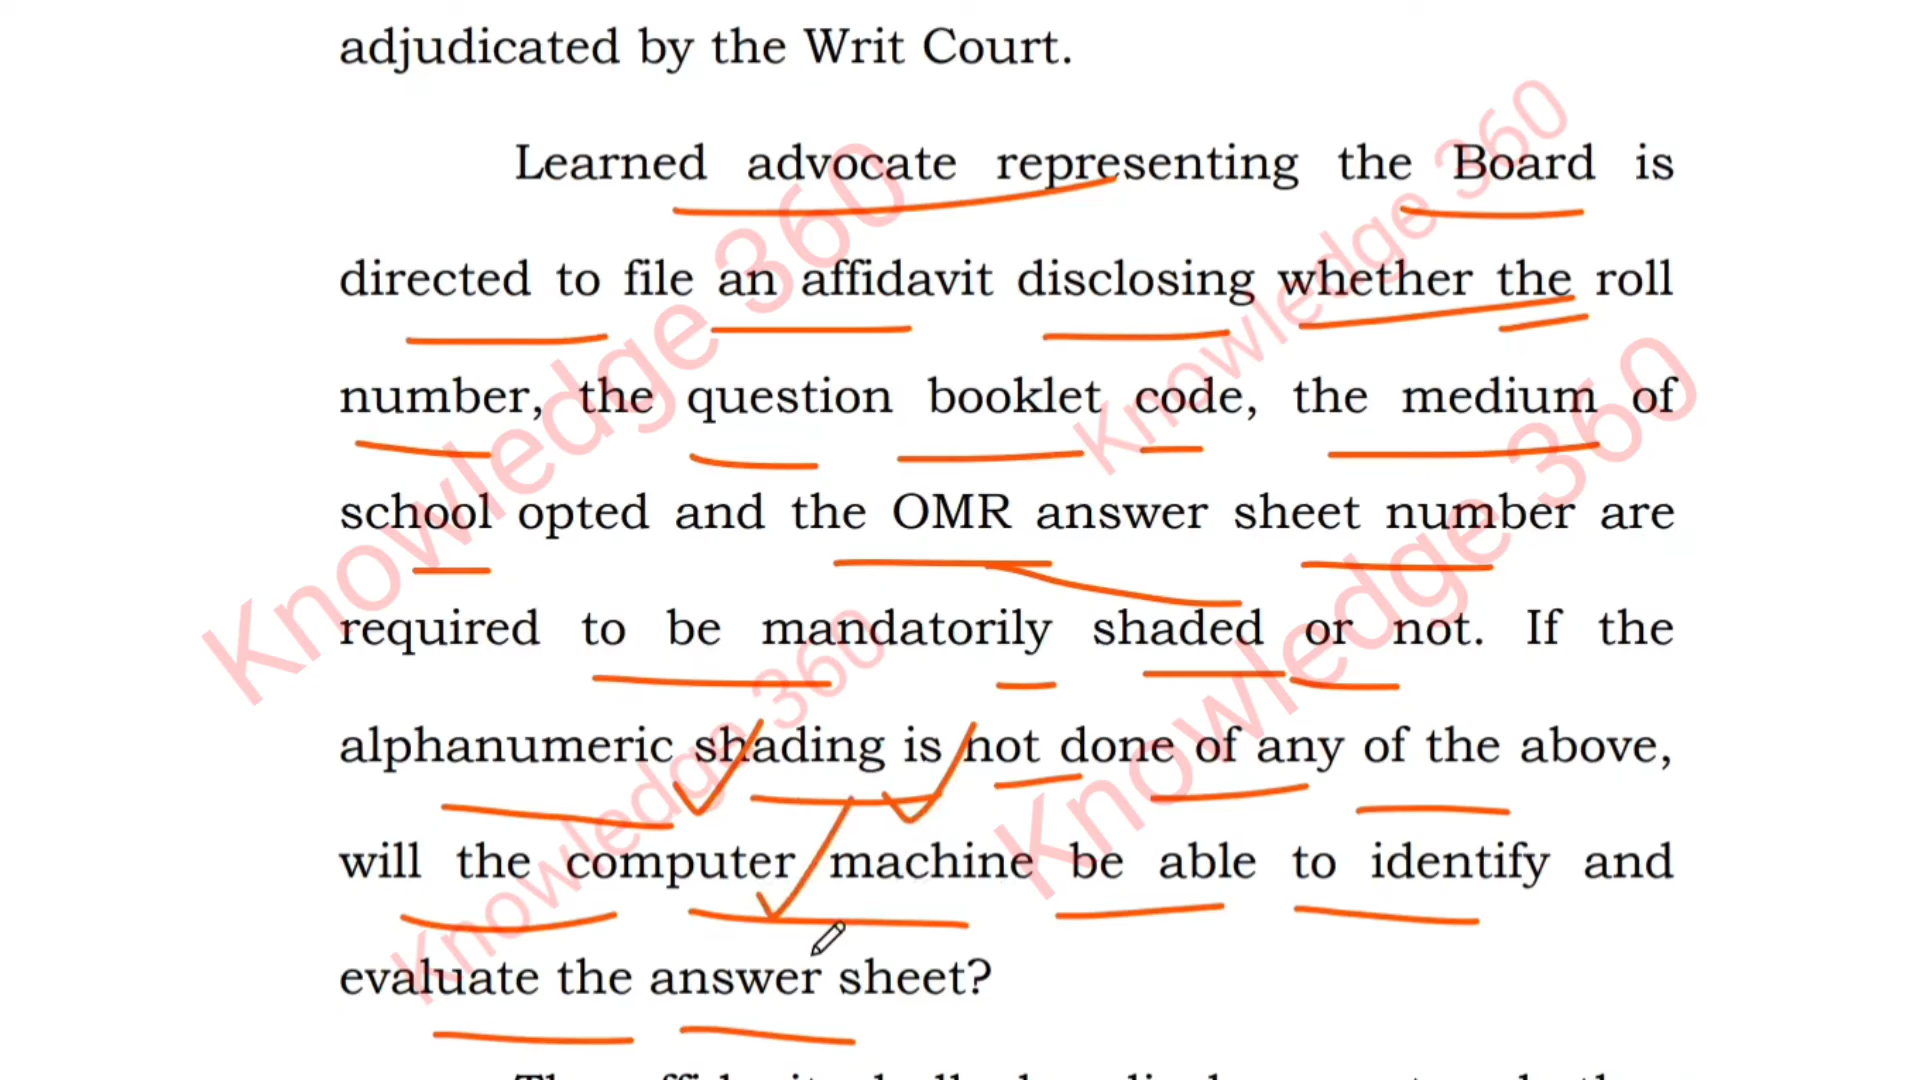 adjudicated by the Writ Court.
Learned advocate representing the Board is
directed to file an affidavit disclosing whether the roll
number, the question booklet code, the medium of
school opted and the OMR answer sheet number are
required to be mandatorily shaded or not. If the
alphanumeric shading is not done of any of the above,
will the computer machine be able to identify and
evaluate the answer sheet?
Knowledge 360
Knowledge 360
Knowledge 360
Knowledge 360